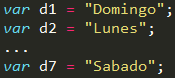 var d1 = "Domingo";
var d2 = "Lunes";
...
var d7 = "Sabado";